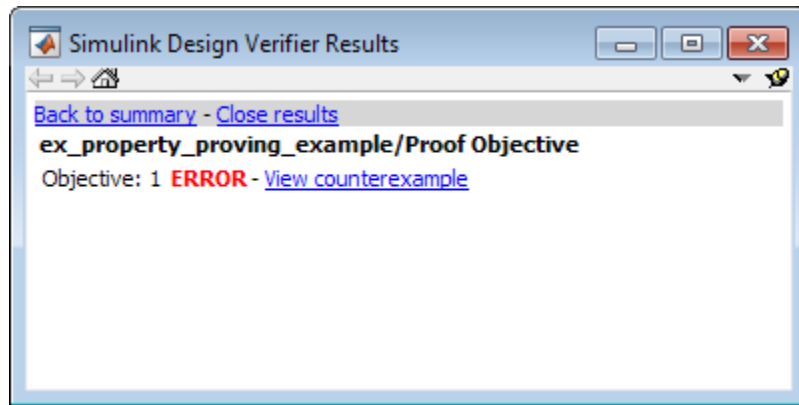 Simulink Design Verifier Results
Back to summary - Close results
ex_property_proving_example/Proof Objective
Objective: 1 ERROR - View counterexample